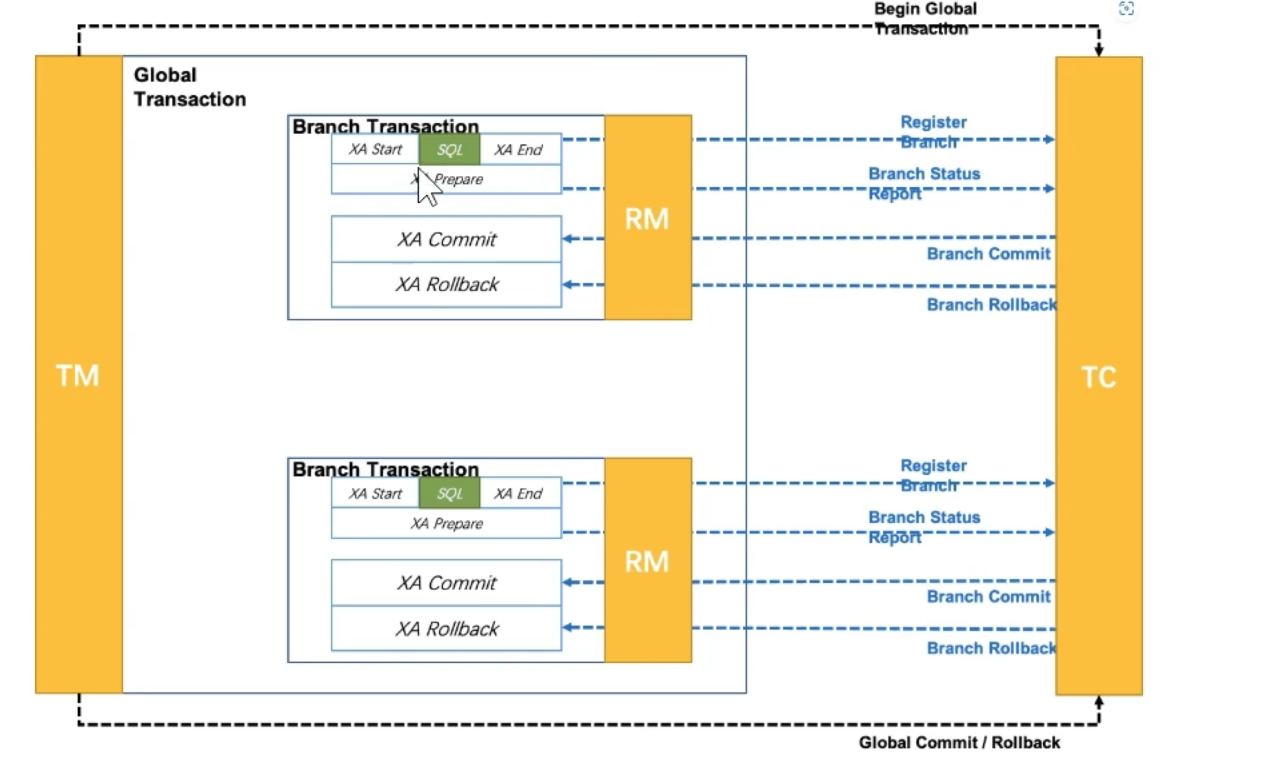 Begin Global
Transaction
Global
Transaction
TM
Branch Transaction
XA Start
SQL
XA End
Prepare
XA Commit
XA Rollback
RM
Register
Branch
Branch Status
Report
Branch Commit
Branch Rollback
TC
Branch Transaction
XA Start
SQL
XA End
XA Prepare
XA Commit
XA Rollback
RM
Register
Branch
Branch Status
Report
Branch Commit
Branch Rollback
Global Commit / Rollback